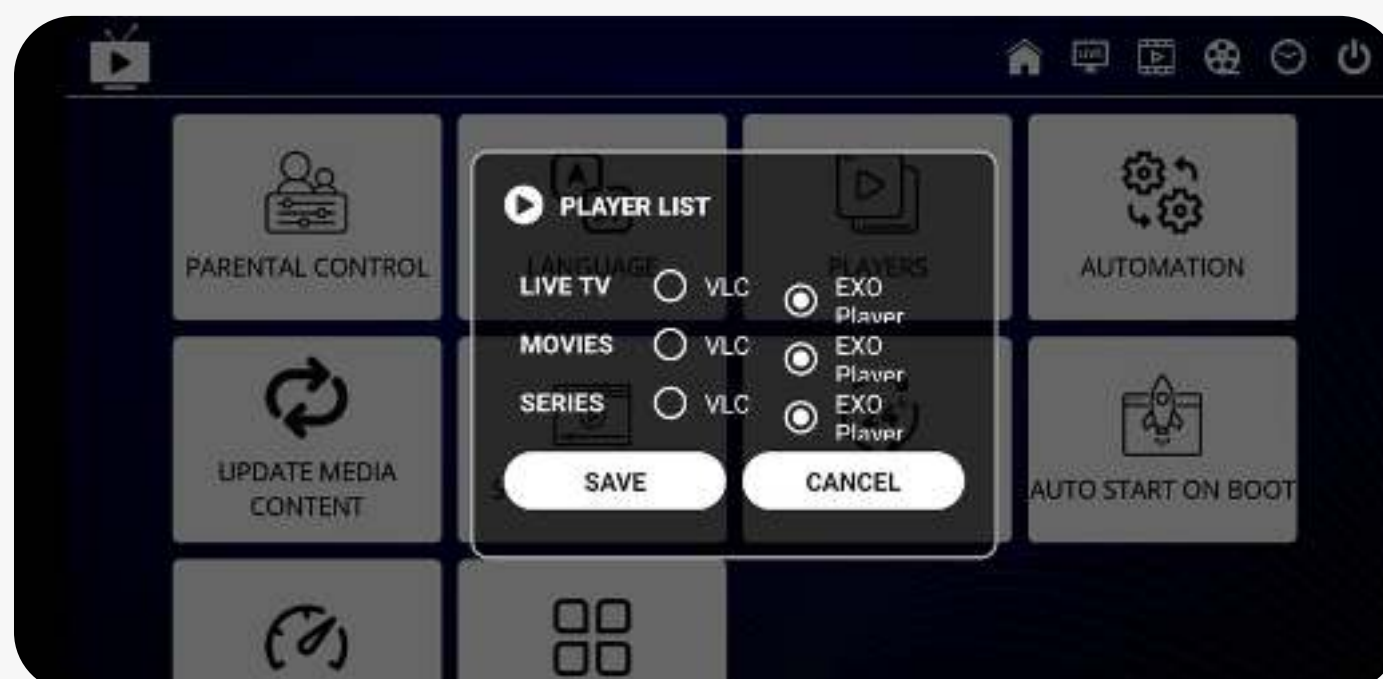 LIVE
PARENTAL CONTROL
LANGUAGE
PLAYERS
AUTOMATION
PLAYER LIST
LIVE TV VLC EXO
Player
MOVIES VLC EXO
Player
SERIES VLC EXO
Player
SAVE CANCEL
UPDATE MEDIA
CONTENT
AUTO START ON BOOT